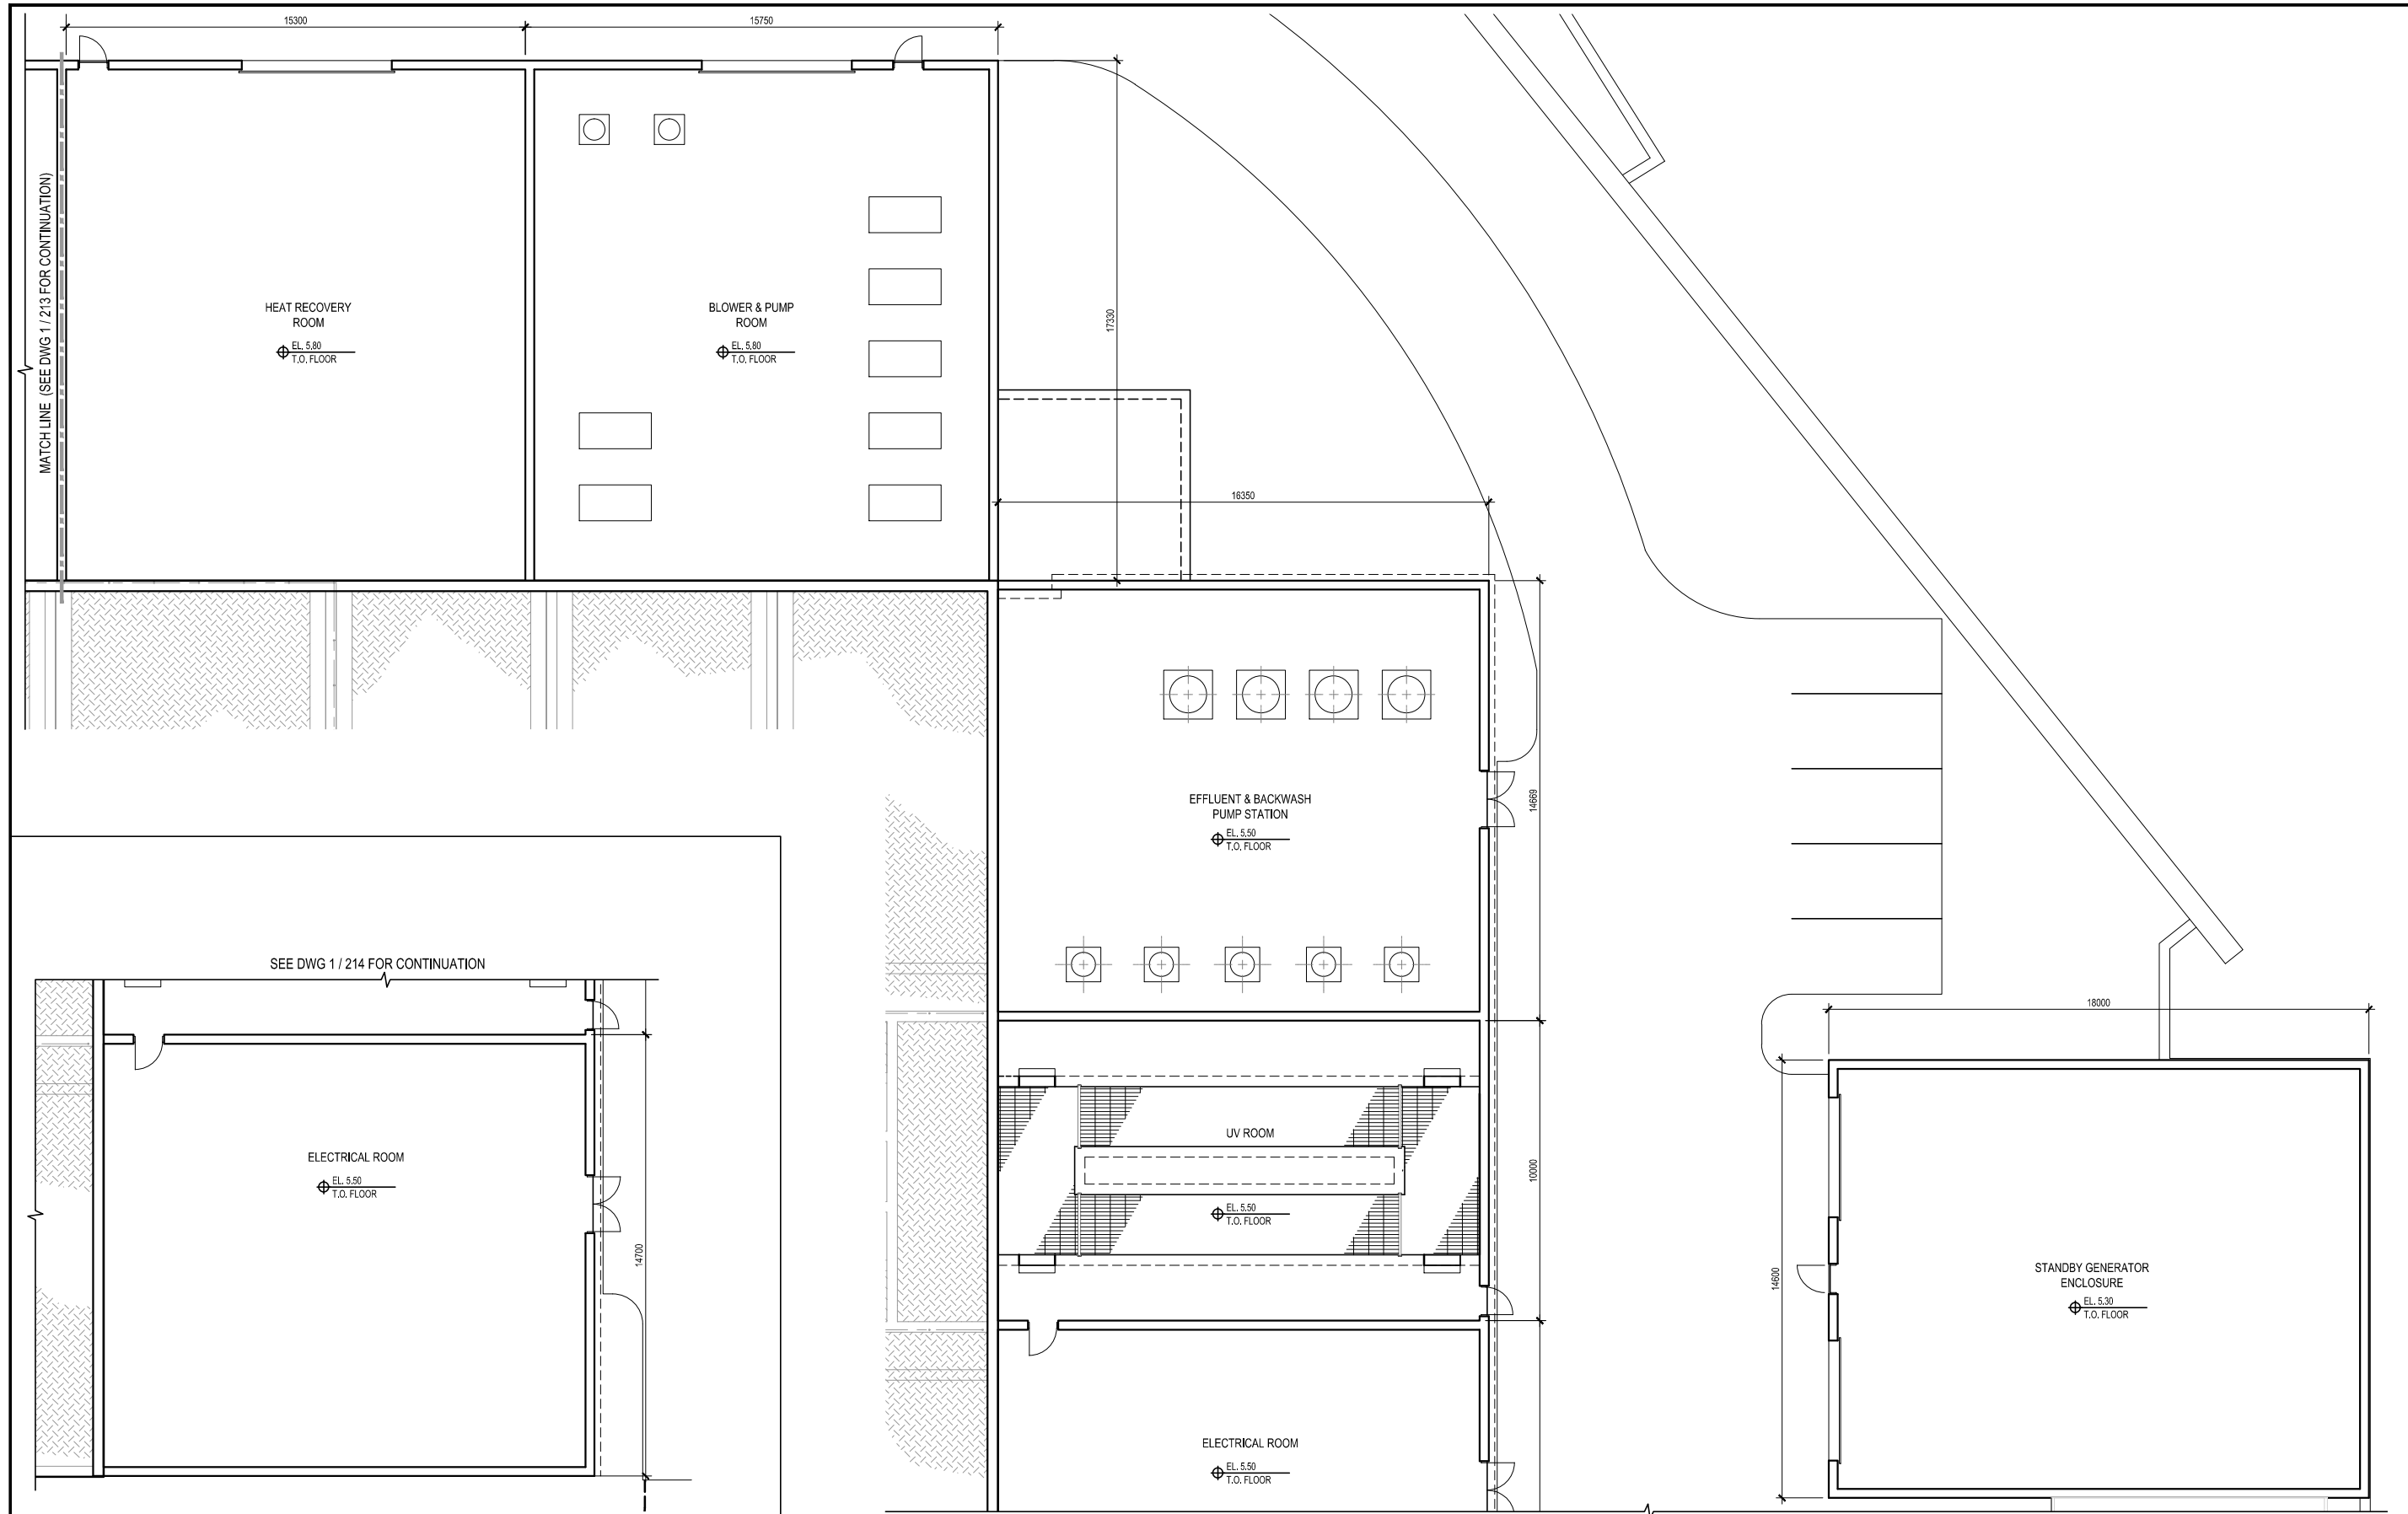 15300
15750
MATCH LINE (SEE DWG 1 / 213 FOR CONTINUATION)
HEAT RECOVERY
ROOM
EL. 5.80
T.O. FLOOR
BLOWER & PUMP
ROOM
EL. 5.80
T.O. FLOOR
17330
16350
EFFLUENT & BACKWASH
PUMP STATION
EL. 5.50
T.O. FLOOR
14669
SEE DWG 1 / 214 FOR CONTINUATION
ELECTRICAL ROOM
EL. 5.50
T.O. FLOOR
14700
UV ROOM
EL. 5.50
T.O. FLOOR
10000
ELECTRICAL ROOM
EL. 5.50
T.O. FLOOR
18000
14600
STANDBY GENERATOR
ENCLOSURE
EL. 5.30
T.O. FLOOR